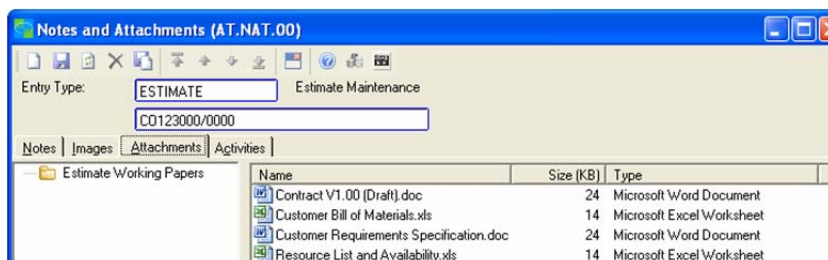 Notes and Attachments (AT.NAT.00)
Entry Type: ESTIMATE Estimate Maintenance
CO123000/0000
Notes Images Attachments Activities
Estimate Working Papers
Name Size (KB) Type
Contract V1.00 (Draft).doc 24 Microsoft Word Document
Customer Bill of Materials.xls 14 Microsoft Excel Worksheet
Customer Requirements Specification.doc 24 Microsoft Word Document
Resource List and Availability.xls 14 Microsoft Excel Worksheet